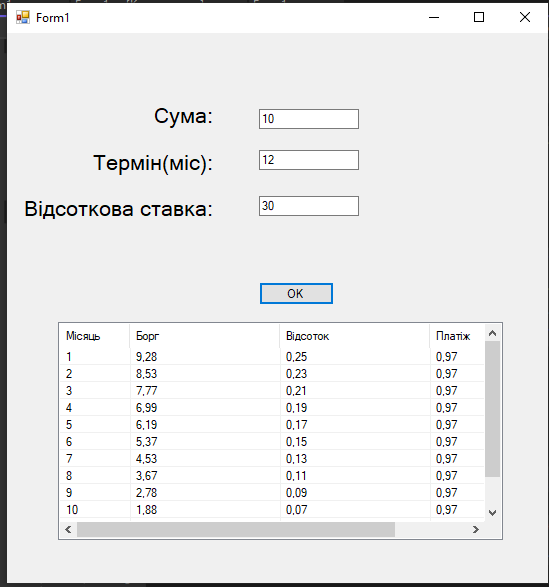 Form1
Сума: 10
Термін(міс): 12
Відсоткова ставка: 30
OK
Місяць Борг Відсоток Платіж
1 9,28 0,25 0,97
2 8,53 0,23 0,97
3 7,77 0,21 0,97
4 6,99 0,19 0,97
5 6,19 0,17 0,97
6 5,37 0,15 0,97
7 4,53 0,13 0,97
8 3,67 0,11 0,97
9 2,78 0,09 0,97
10 1,88 0,07 0,97